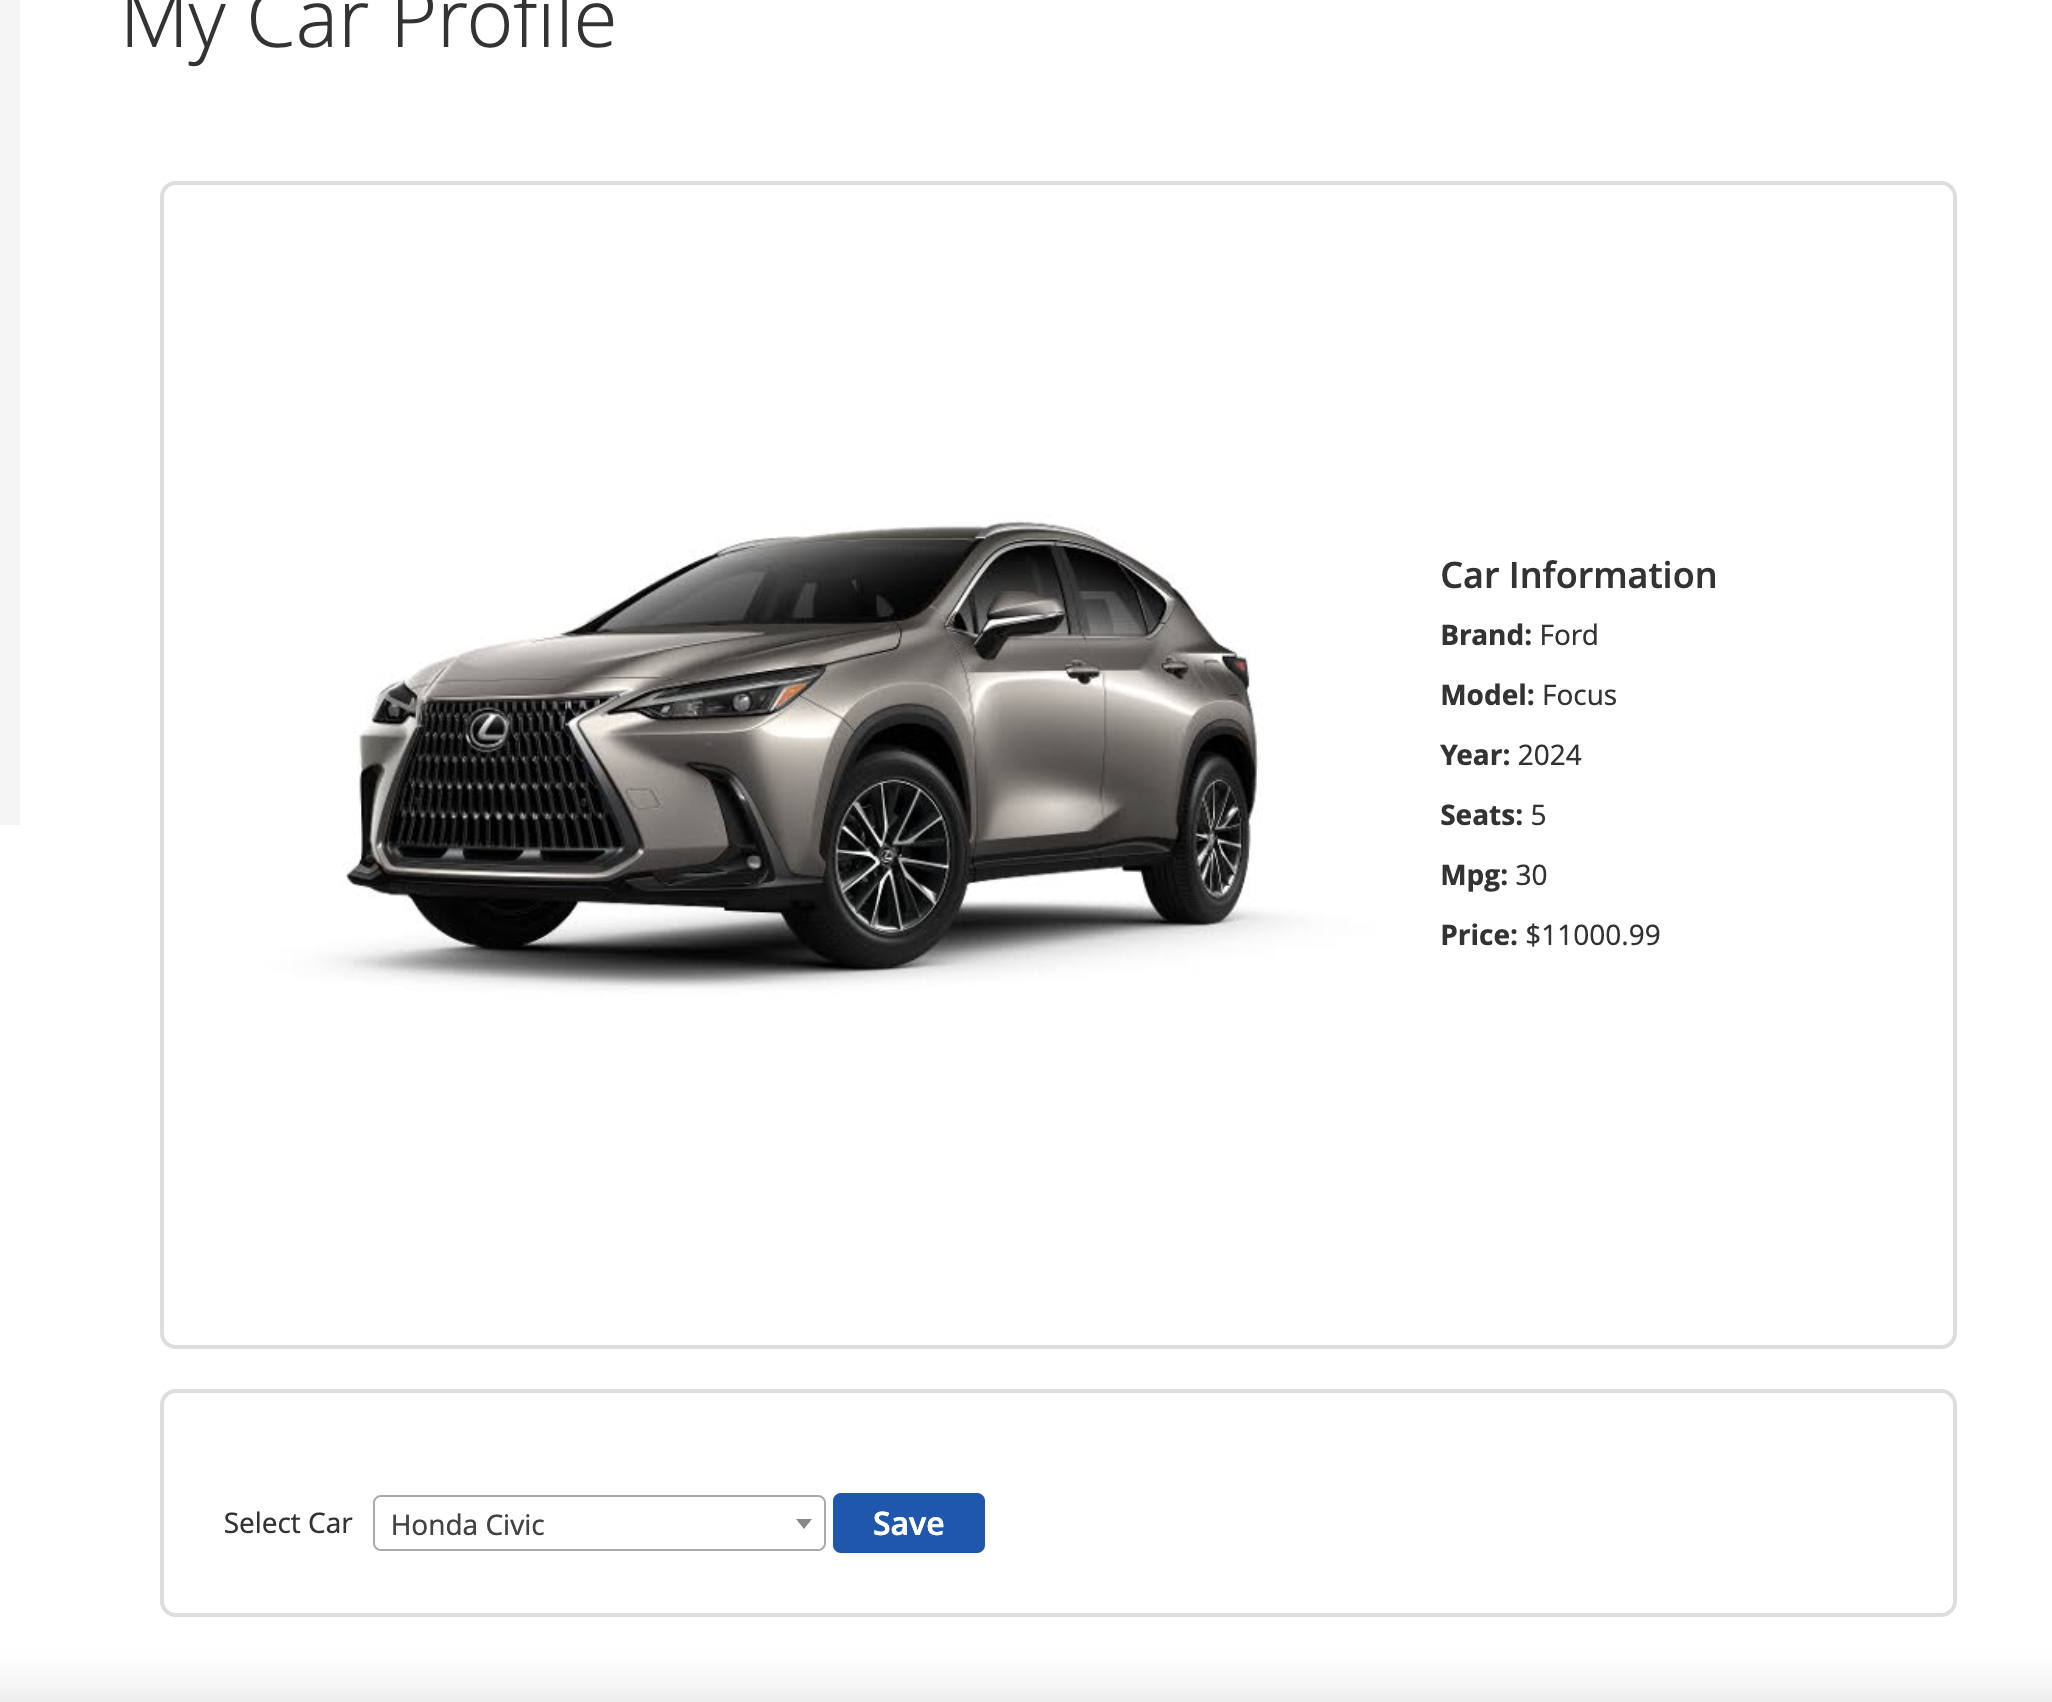 My Car Profile
Car Information
Brand: Ford
Model: Focus
Year: 2024
Seats: 5
Mpg: 30
Price: $11000.99
Select Car
Honda Civic
Save